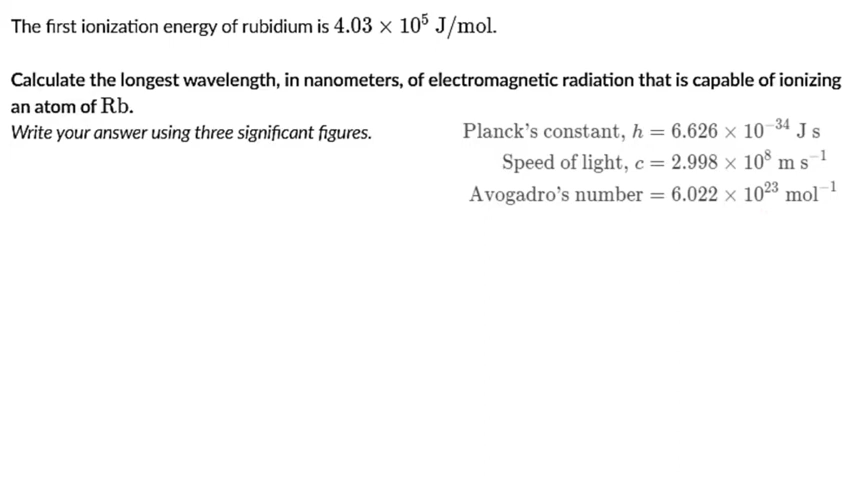 The first ionization energy of rubidium is 4.03 × 10⁵ J/mol.
Calculate the longest wavelength, in nanometers, of electromagnetic radiation that is capable of ionizing
an atom of Rb.
Write your answer using three significant figures.
Planck's constant, h = 6.626 × 10⁻³⁴ J s
Speed of light, c = 2.998 × 10⁸ m s⁻¹
Avogadro's number = 6.022 × 10²³ mol⁻¹